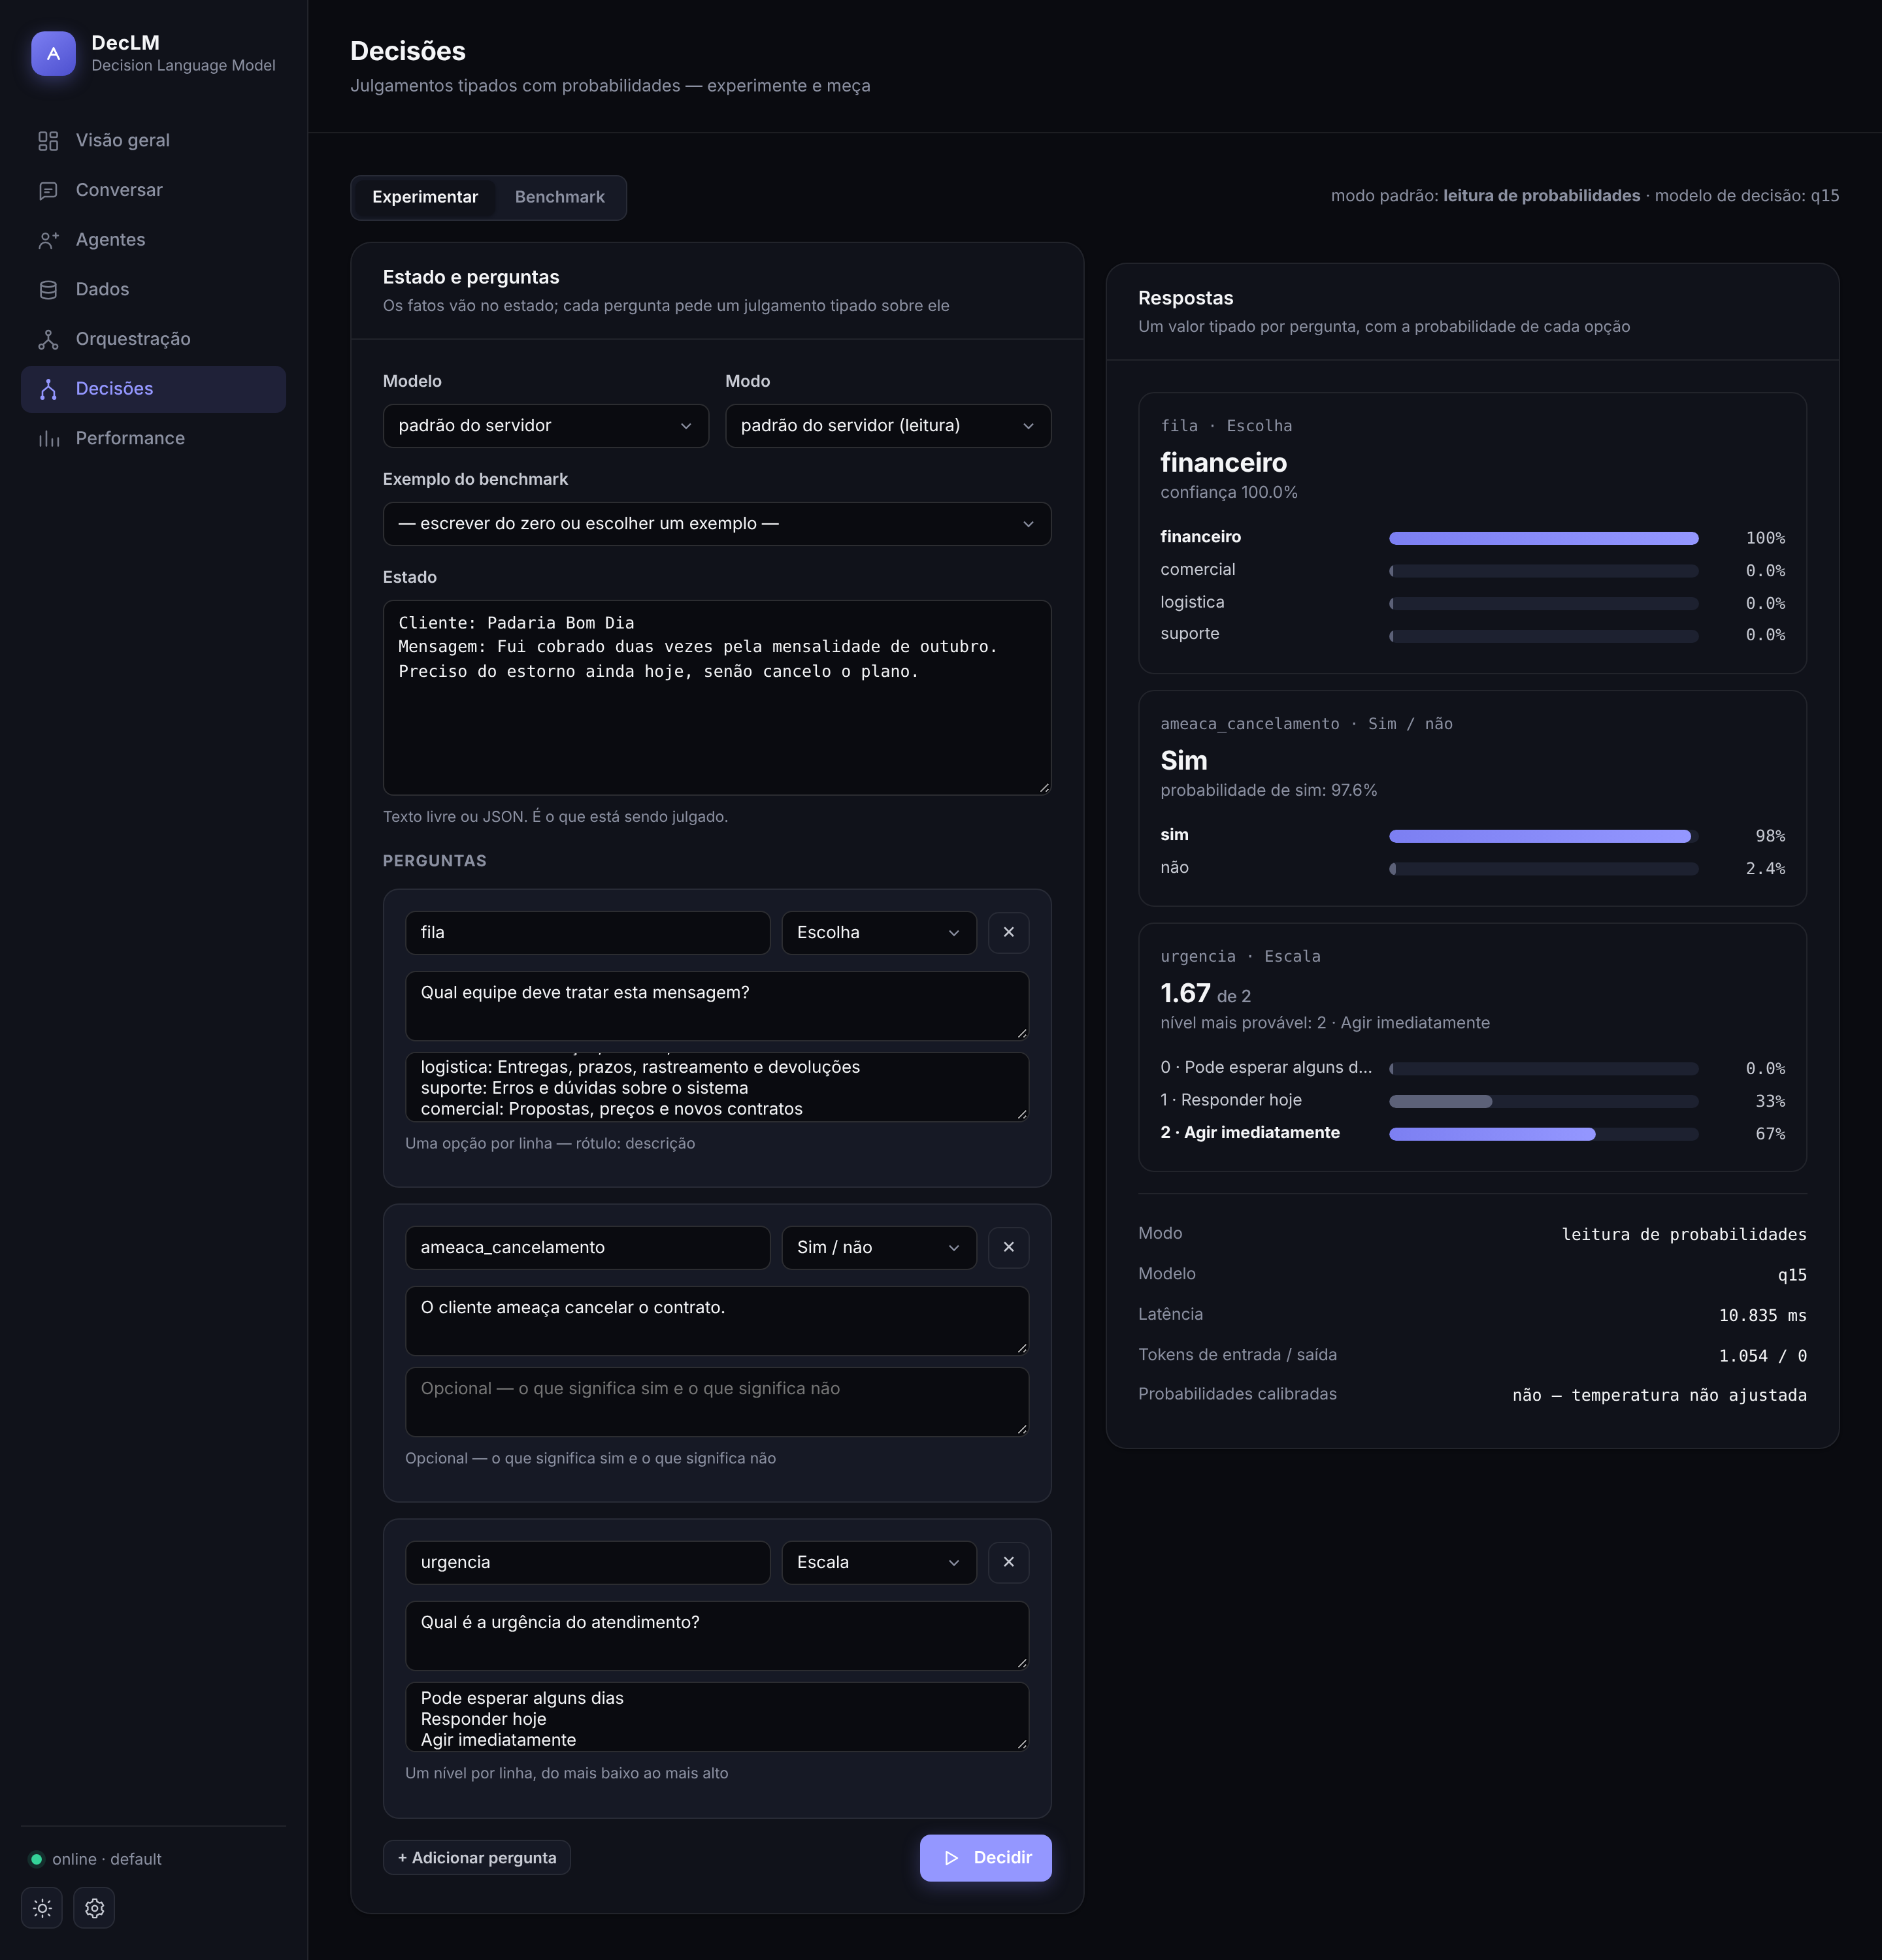 DecLM
Decision Language Model
Visão geral
Conversar
Agentes
Dados
Orquestração
Decisões
Performance
online · default
Decisões
Julgamentos tipados com probabilidades — experimente e meça
Experimentar
Benchmark
modo padrão: leitura de probabilidades · modelo de decisão: q15
Estado e perguntas
Os fatos vão no estado; cada pergunta pede um julgamento tipado sobre ele
Modelo
Modo
padrão do servidor
padrão do servidor (leitura)
Exemplo do benchmark
— escrever do zero ou escolher um exemplo —
Estado
Cliente: Padaria Bom Dia
Mensagem: Fui cobrado duas vezes pela mensalidade de outubro.
Preciso do estorno ainda hoje, senão cancelo o plano.
Texto livre ou JSON. É o que está sendo julgado.
PERGUNTAS
fila
Escolha
Qual equipe deve tratar esta mensagem?
logistica: Entregas, prazos, rastreamento e devoluções
suporte: Erros e dúvidas sobre o sistema
comercial: Propostas, preços e novos contratos
Uma opção por linha — rótulo: descrição
ameaca_cancelamento
Sim / não
O cliente ameaça cancelar o contrato.
Opcional — o que significa sim e o que significa não
Opcional — o que significa sim e o que significa não
urgencia
Escala
Qual é a urgência do atendimento?
Pode esperar alguns dias
Responder hoje
Agir imediatamente
Um nível por linha, do mais baixo ao mais alto
+ Adicionar pergunta
Decidir
Respostas
Um valor tipado por pergunta, com a probabilidade de cada opção
fila · Escolha
financeiro
confiança 100.0%
financeiro 100%
comercial 0.0%
logistica 0.0%
suporte 0.0%
ameaca_cancelamento · Sim / não
Sim
probabilidade de sim: 97.6%
sim 98%
não 2.4%
urgencia · Escala
1.67 de 2
nível mais provável: 2 · Agir imediatamente
0 · Pode esperar alguns d... 0.0%
1 · Responder hoje 33%
2 · Agir imediatamente 67%
Modo leitura de probabilidades
Modelo q15
Latência 10.835 ms
Tokens de entrada / saída 1.054 / 0
Probabilidades calibradas não — temperatura não ajustada